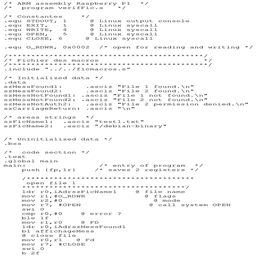 /* ARM assembly Raspberry PI */
/* program verifFic.s */

/* Constantes */
.equ STDOUT, 1 @ Linux output console
.equ EXIT, 1 @ Linux syscall
.equ WRITE, 4 @ Linux syscall
.equ OPEN, 5 @ Linux syscall
.equ CLOSE, 6 @ Linux syscall

.equ O_RDWR, 0x0002 /* open for reading and writing */

/*******************************************/
/* Fichier des macros */
/********************************************/
.include "../../ficmacros.s"

/* Initialized data */
.data
szMessFound1: .asciz "File 1 found.\n"
szMessFound2: .asciz "File 2 found.\n"
szMessNotFound1: .asciz "File 1 not found.\n"
szMessNotFound2: .asciz "File 2 not found.\n"
szMessNotAuth2: .asciz "File 2 permission denied.\n"
szCarriageReturn: .asciz "\n"

/* areas strings */
szFicName1: .asciz "test1.txt"
szFicName2: .asciz "/debian-binary"

/* UnInitialized data */
.bss

/* code section */
.text
.global main
main: /* entry of program */
push {fp,lr} /* saves 2 registers */

/*********************************
open file 1
************************************/
ldr r0,iAdrszFicName1 @ file name
mov r1,#O_RDWR @ flags
mov r2,#0 @ mode
mov r7, #OPEN @ call system OPEN
swi 0
cmp r0,#0 @ error ?
ble 1f
mov r1,r0 @ FD
ldr r0,iAdrszMessFound1
bl affichageMess
@ close file
mov r0,r1 @ Fd
mov r7, #CLOSE
swi 0
b 2f